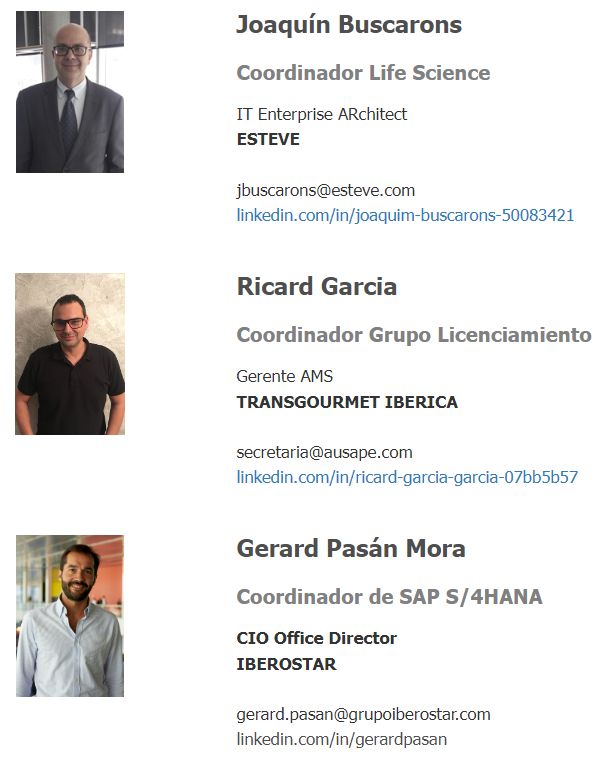 Joaquín Buscarons
Coordinador Life Science
IT Enterprise ARchitect
ESTEVE
jbuscarons@esteve.com
linkedin.com/in/joaquim-buscarons-50083421
Ricard Garcia
Coordinador Grupo Licenciamiento
Gerente AMS
TRANSGOURMET IBERICA
secretaria@ausape.com
linkedin.com/in/ricard-garcia-garcia-07bb5b57
Gerard Pasán Mora
Coordinador de SAP S/4HANA
CIO Office Director
IBEROSTAR
gerard.pasan@grupoiberostar.com
linkedin.com/in/gerardpasan